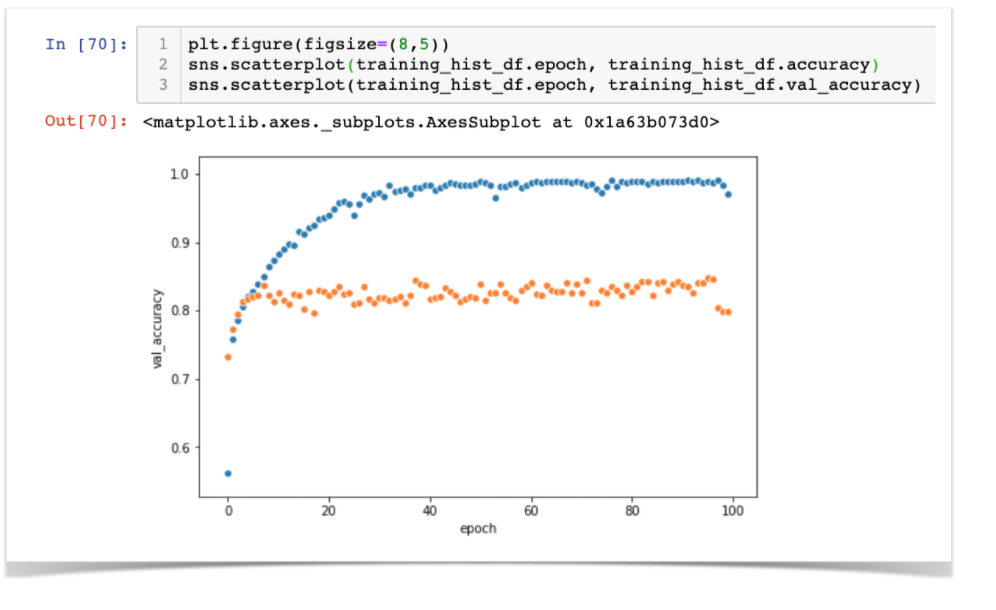 In [70]:
1 plt.figure(figsize=(8,5))
2 sns.scatterplot(training_hist_df.epoch, training_hist_df.accuracy)
3 sns.scatterplot(training_hist_df.epoch, training_hist_df.val_accuracy)
Out[70]: <matplotlib.axes._subplots.AxesSubplot at 0x1a63b073d0>
1.0
0.9
0.8
0.7
0.6
val_accuracy
0 20 40 60 80 100
epoch